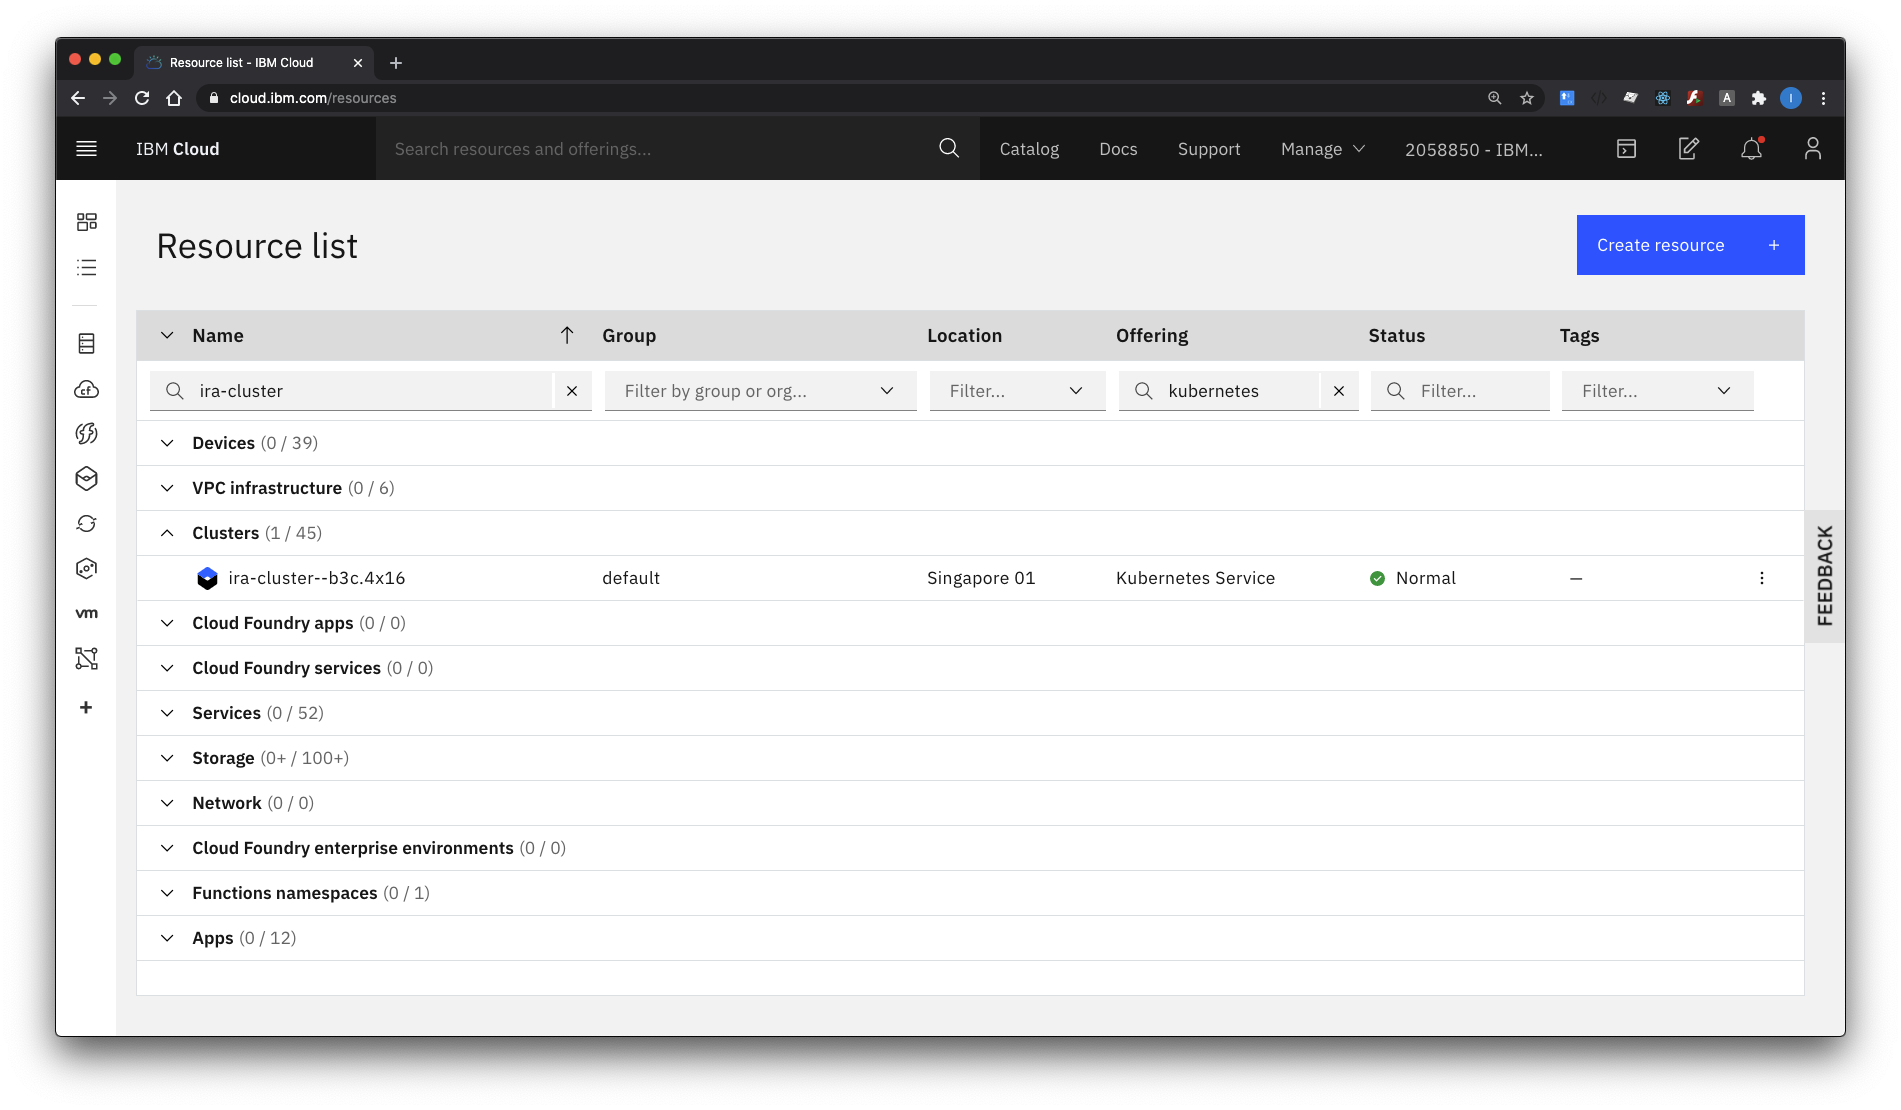 Resource list - IBM Cloud
cloud.ibm.com/resources
A
I
IBM Cloud
Search resources and offerings...
Catalog
Docs
Support
Manage
2058850 - IBM...
Resource list
Create resource +
Name
Group
Location
Offering
Status
Tags
ira-cluster
Filter by group or org...
Filter...
kubernetes
Filter...
Filter...
Devices (0 / 39)
VPC infrastructure (0 / 6)
Clusters (1 / 45)
ira-cluster--b3c.4x16
default
Singapore 01
Kubernetes Service
Normal
—
Cloud Foundry apps (0 / 0)
Cloud Foundry services (0 / 0)
Services (0 / 52)
Storage (0+ / 100+)
Network (0 / 0)
Cloud Foundry enterprise environments (0 / 0)
Functions namespaces (0 / 1)
Apps (0 / 12)
cf
vm
FEEDBACK